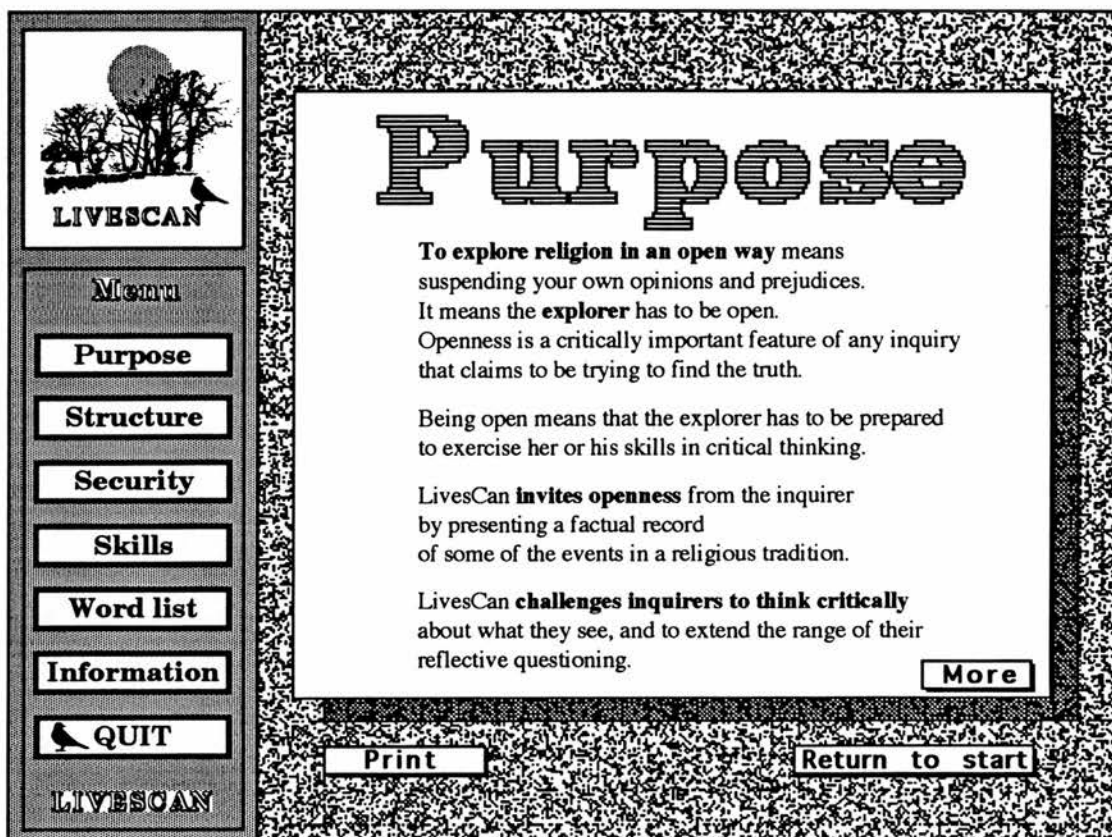 LIVESCAN
Menu
Purpose
Structure
Security
Skills
Word list
Information
QUIT
LIVESCAN
Purpose
To explore religion in an open way means
suspending your own opinions and prejudices.
It means the explorer has to be open.
Openness is a critically important feature of any inquiry
that claims to be trying to find the truth.
Being open means that the explorer has to be prepared
to exercise her or his skills in critical thinking.
LivesCan invites openness from the inquirer
by presenting a factual record
of some of the events in a religious tradition.
LivesCan challenges inquirers to think critically
about what they see, and to extend the range of their
reflective questioning.
More
Print
Return to start